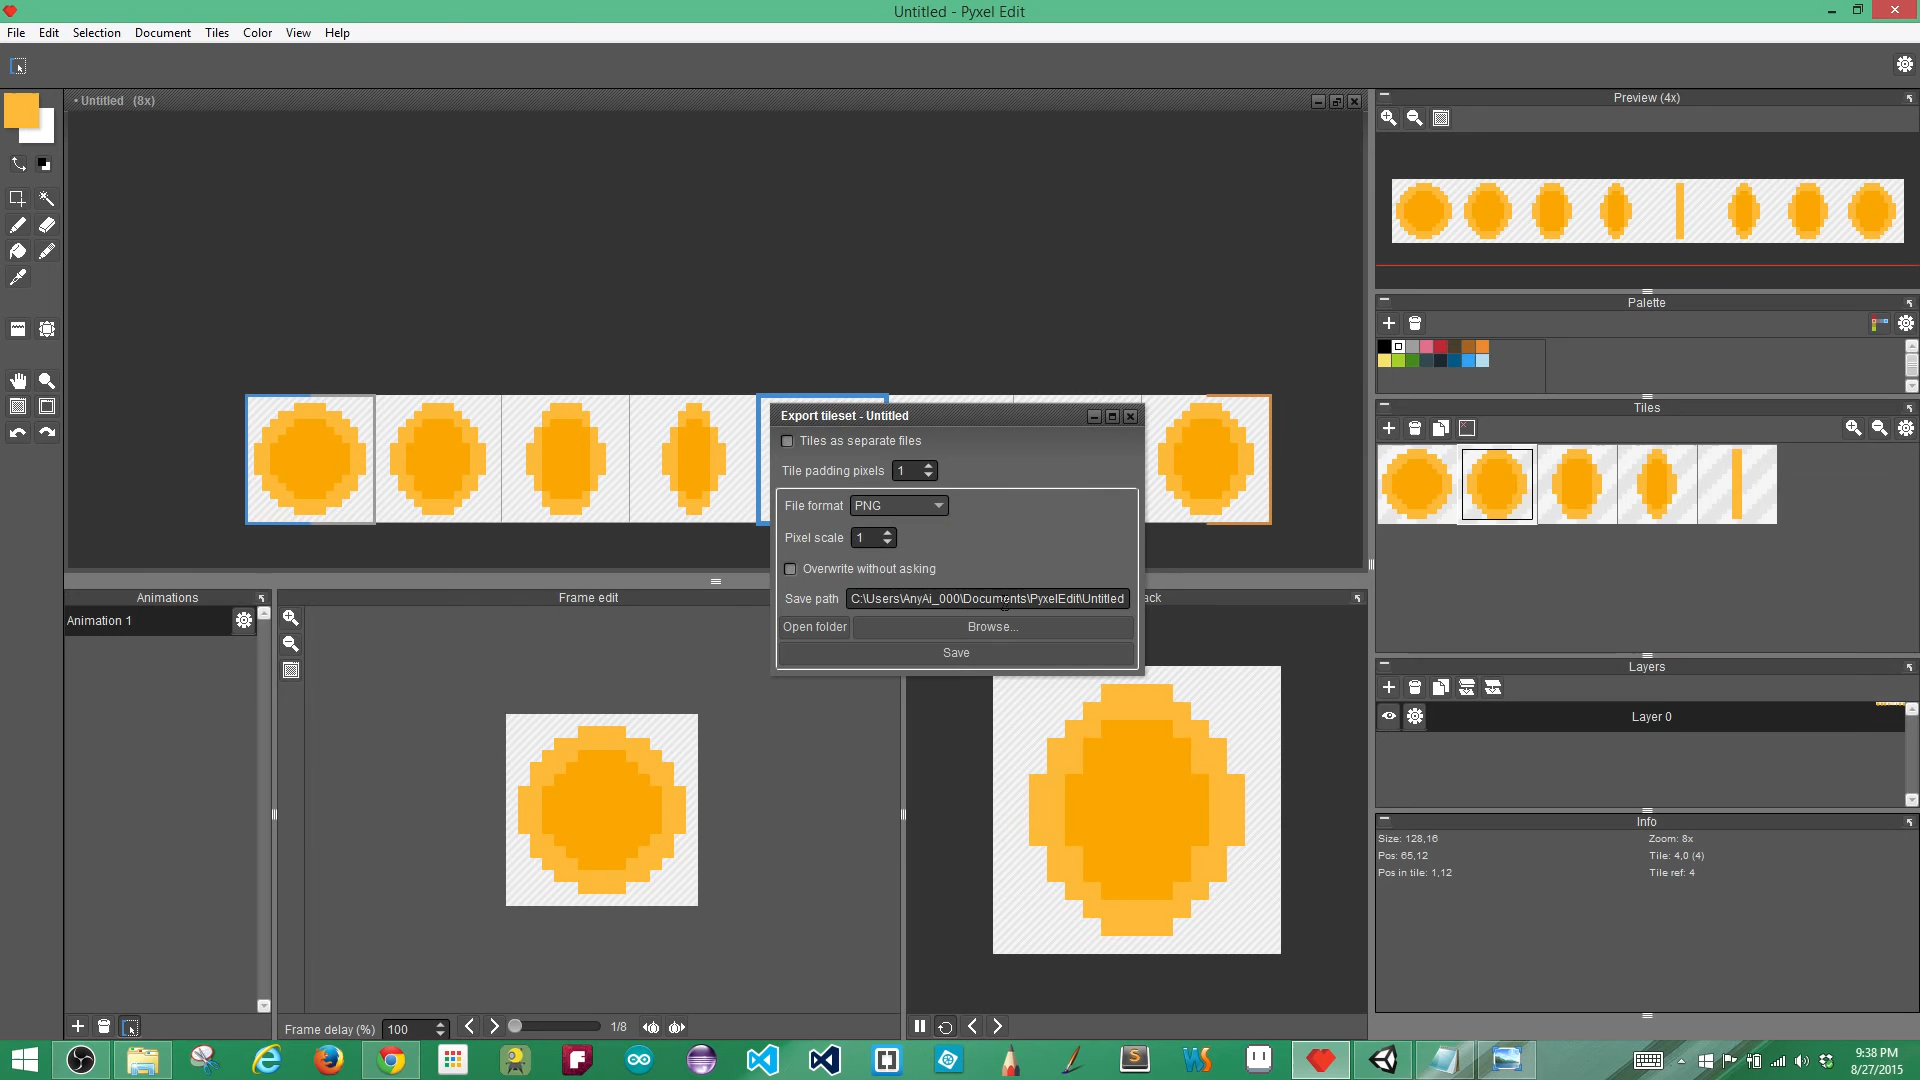 Untitled - Pyxel Edit
File Edit Selection Document Tiles Color View Help
• Untitled (8x)
Preview (4x)
Palette
Tiles
Export tileset - Untitled
Tiles as separate files
Tile padding pixels 1
File format PNG
Pixel scale 1
Overwrite without asking
Save path C:\Users\AnyAi_000\Documents\PyxelEdit\Untitled
Open folder Browse...
Save
Animations
Animation 1
Frame edit
ack
Frame delay (%) 100
1/8
Layers
Layer 0
Info
Size: 128,16 Zoom: 8x
Pos: 65,12 Tile: 4,0 (4)
Pos in tile: 1,12 Tile ref: 4
9:38 PM
8/27/2015